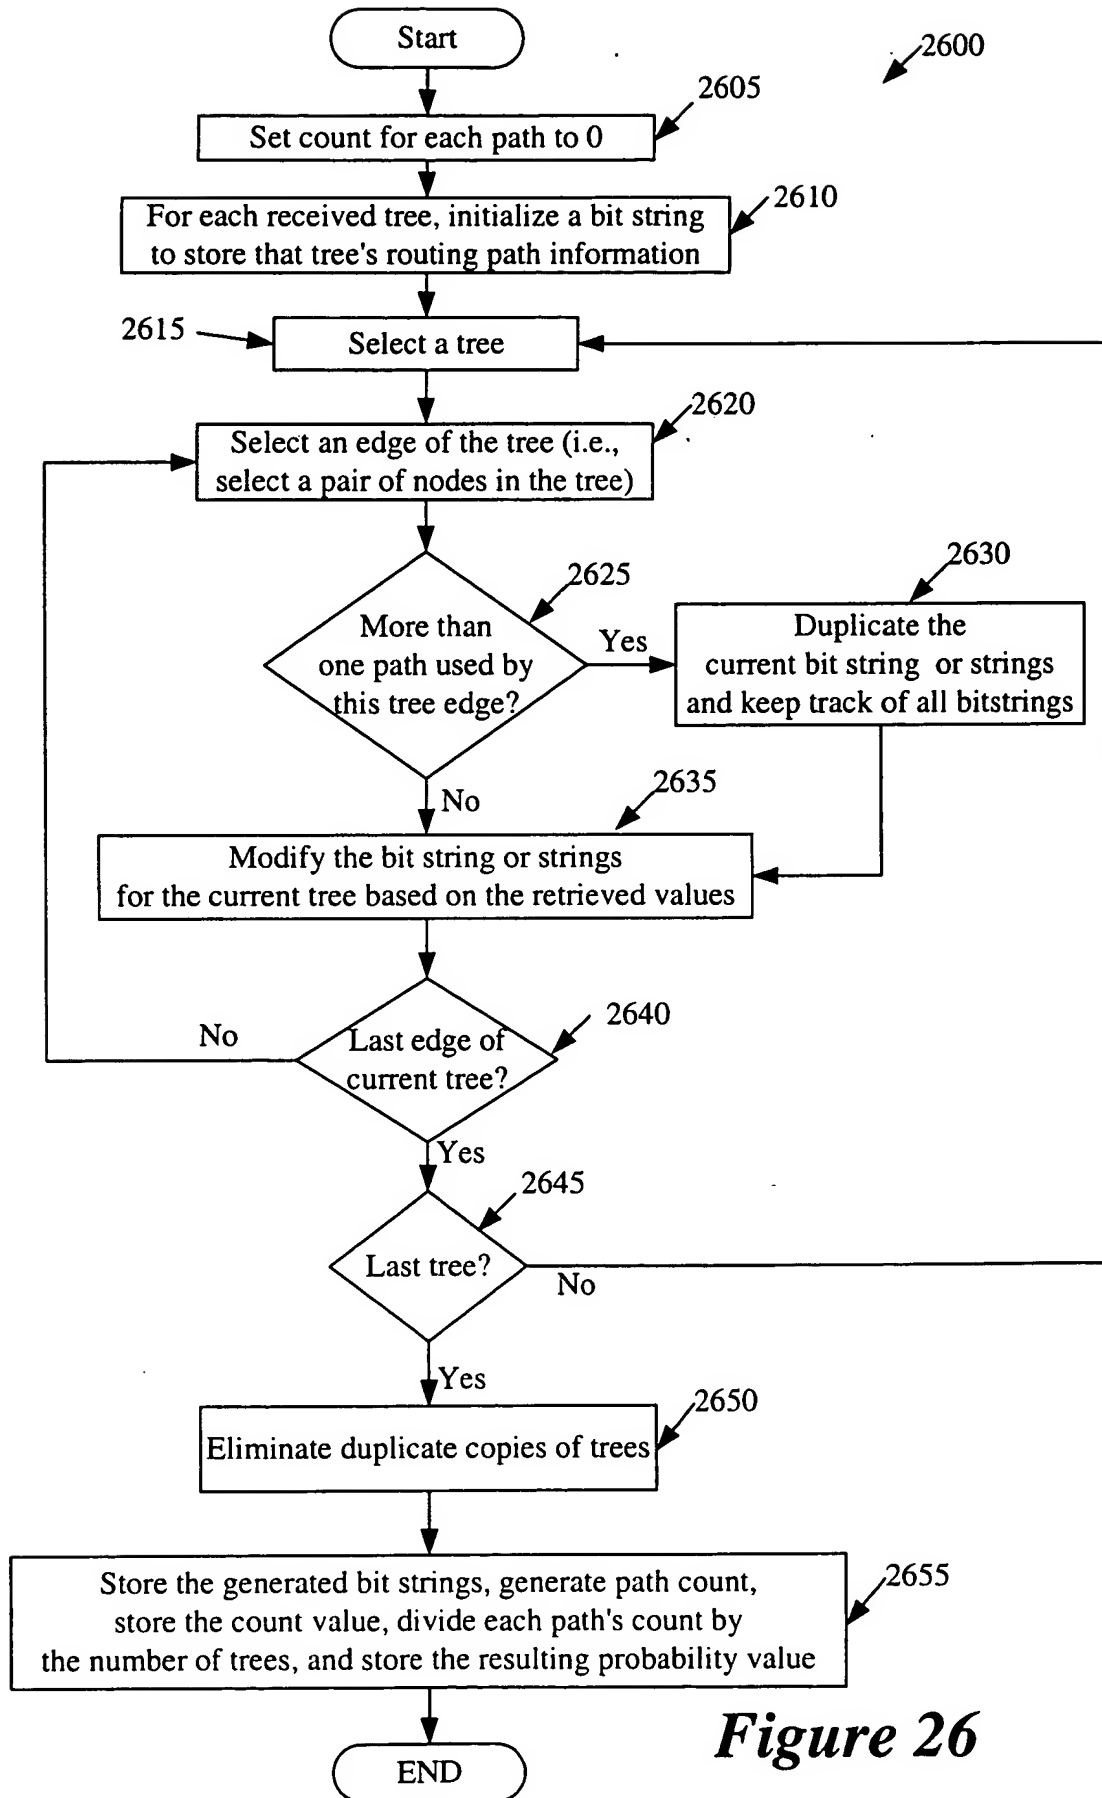 Start
2600
2605
Set count for each path to 0
2610
For each received tree, initialize a bit string
to store that tree's routing path information
2615
Select a tree
2620
Select an edge of the tree (i.e.,
select a pair of nodes in the tree)
2625
More than
one path used by
this tree edge?
Yes
2630
Duplicate the
current bit string or strings
and keep track of all bitstrings
No
2635
Modify the bit string or strings
for the current tree based on the retrieved values
2640
Last edge of
current tree?
No
Yes
2645
Last tree?
No
Yes
2650
Eliminate duplicate copies of trees
2655
Store the generated bit strings, generate path count,
store the count value, divide each path's count by
the number of trees, and store the resulting probability value
END
Figure 26